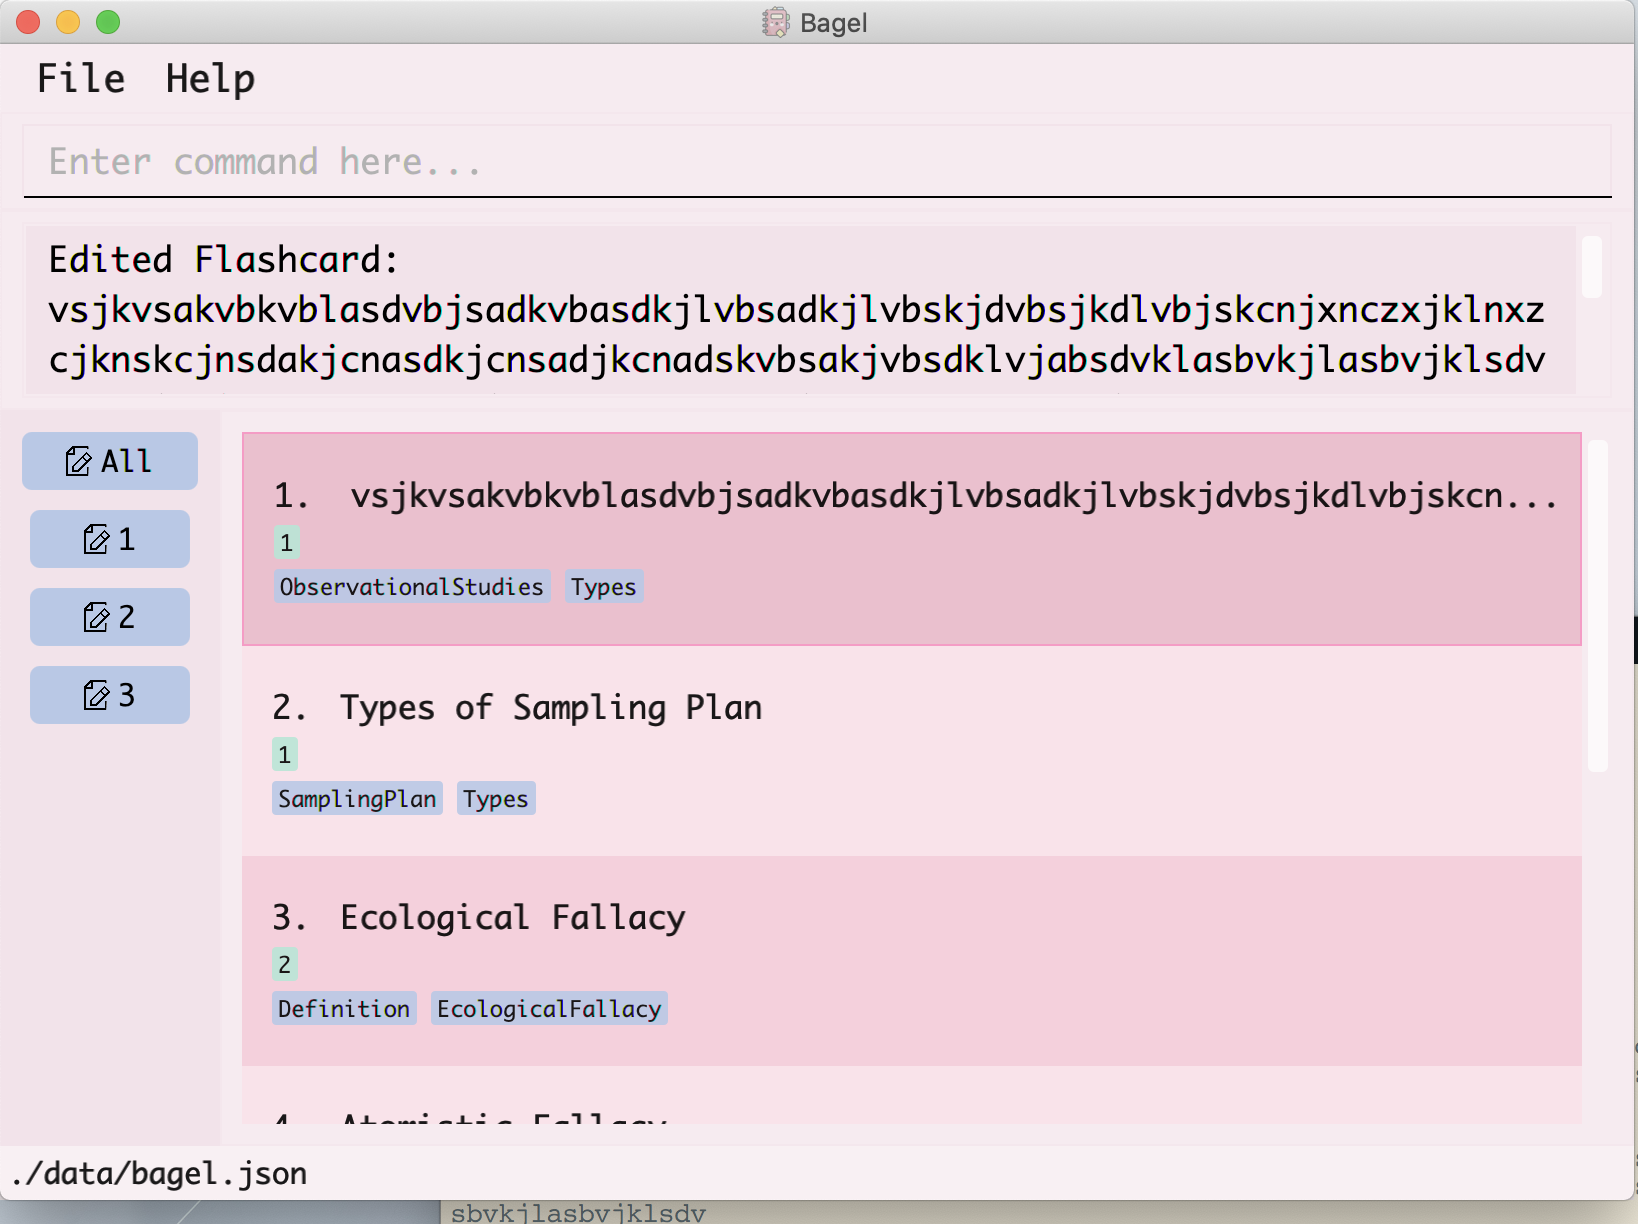 Bagel
File Help
Enter command here...
Edited Flashcard:
vsjkvsakvbkvblasdvbjsadkvbasdkjlvbsadkjlvbskjdvbsjkdlvbjskcnjxnczxjklnxz
cjknskcjnsdakjcnasdkjcnsadjkcnadskvbsakjvbsdklvjabsdvklasbvkjlasbvjklsdv
All
1
2
3
1. vsjkvsakvbkvblasdvbjsadkvbasdkjlvbsadkjlvbskjdvbsjkdlvbjskcn...
1
ObservationalStudies Types
2. Types of Sampling Plan
1
SamplingPlan Types
3. Ecological Fallacy
2
Definition EcologicalFallacy
4. Atomistic Fallacy
./data/bagel.json
sbvkjlasbvjklsdv